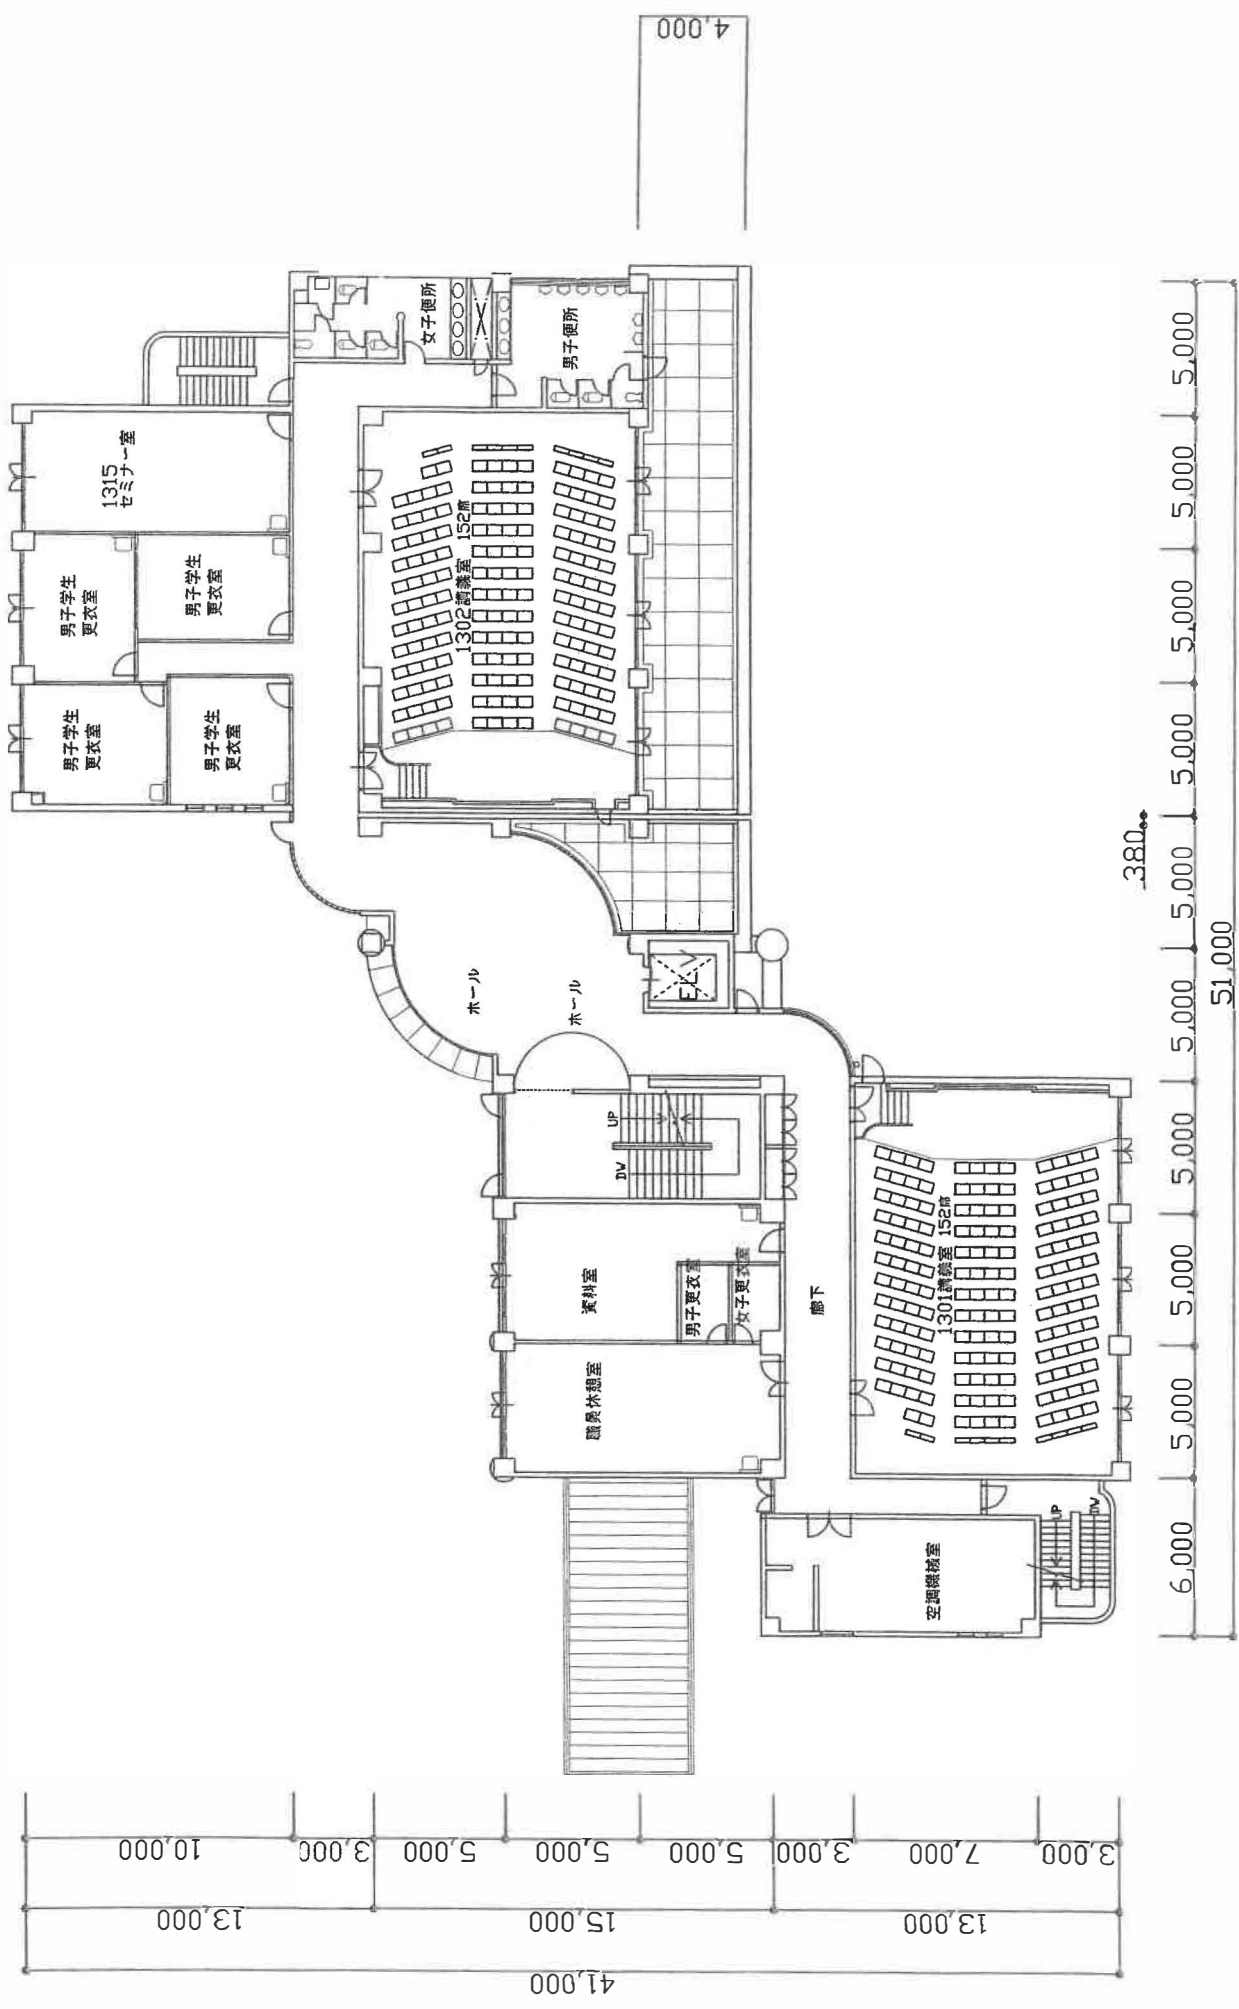 4,000
女子便所
男子便所
1315
セミナー室
男子学生
更衣室
男子学生
更衣室
男子学生
更衣室
男子学生
更衣室
1302講義室 152席
ホール
ホール
ELV
UP
DW
資料室
男子更衣室
女子更衣室
職員休憩室
廊下
1301講義室 152席
空調機械室
UP
DW
5,000
5,000
5,000
5,000
380
5,000
5,000
5,000
5,000
5,000
6,000
51,000
10,000
3,000
5,000
5,000
5,000
3,000
7,000
3,000
13,000
15,000
13,000
41,000